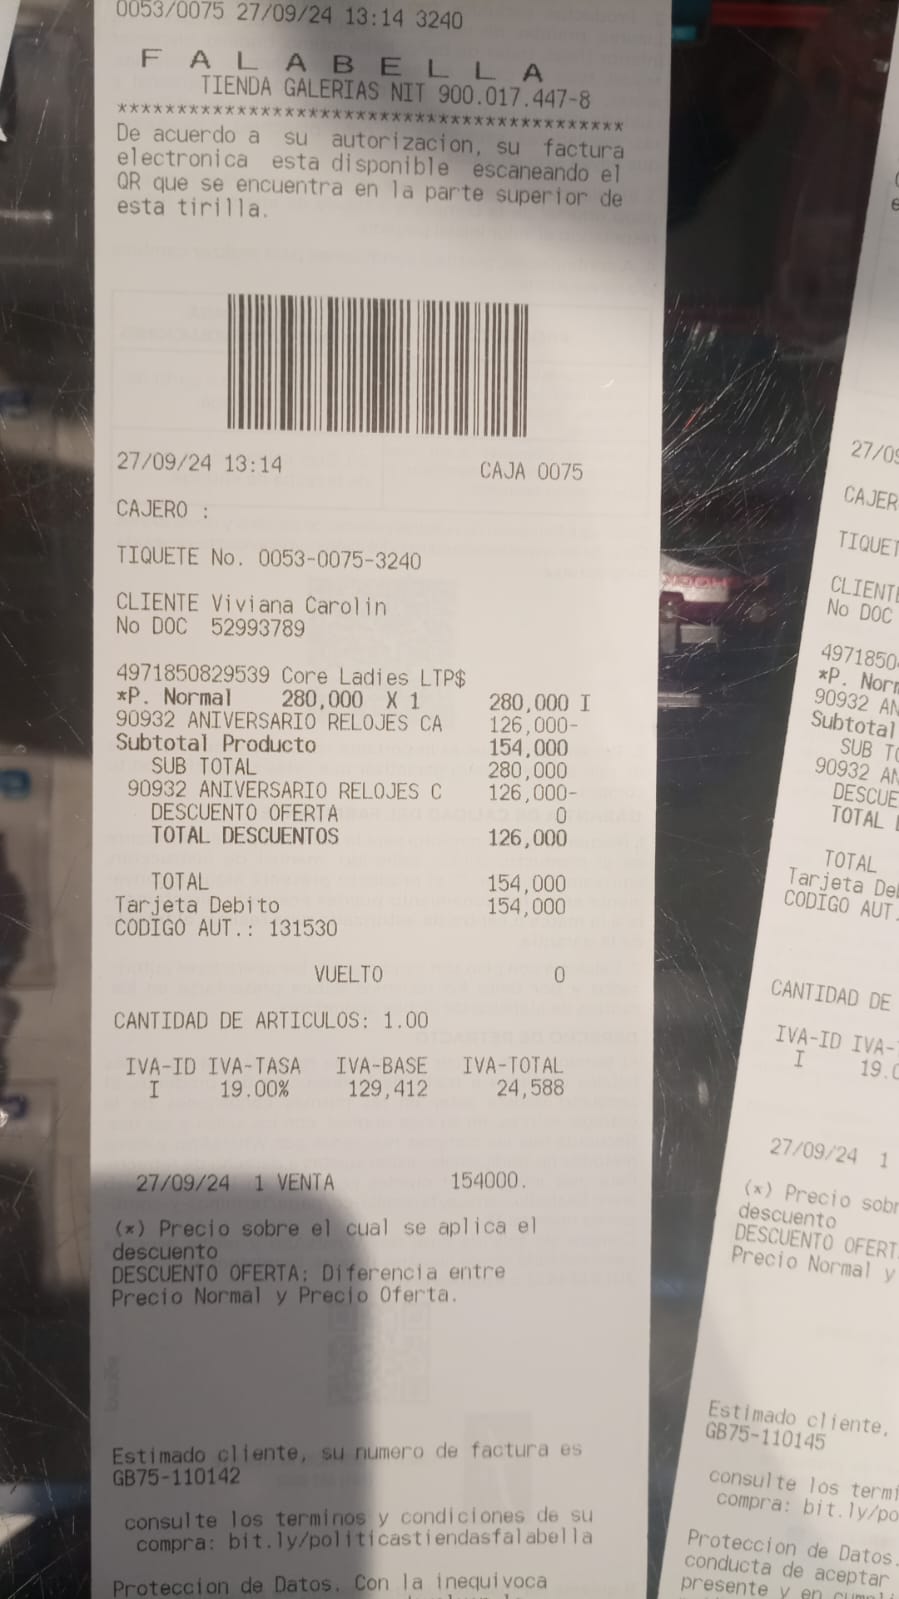 0053/0075 27/09/24 13:14 3240
F A L A B E L L A
TIENDA GALERIAS NIT 900.017.447-8
******************************************
De acuerdo a su autorizacion, su factura
electronica esta disponible escaneando el
QR que se encuentra en la parte superior de
esta tirilla.
27/09/24 13:14 CAJA 0075
CAJERO :
TIQUETE No. 0053-0075-3240
CLIENTE Viviana Carolin
No DOC 52993789
4971850829539 Core Ladies LTP$
*P. Normal 280,000 X 1 280,000 I
90932 ANIVERSARIO RELOJES CA 126,000-
Subtotal Producto 154,000
SUB TOTAL 280,000
90932 ANIVERSARIO RELOJES C 126,000-
DESCUENTO OFERTA 0
TOTAL DESCUENTOS 126,000
TOTAL 154,000
Tarjeta Debito 154,000
CODIGO AUT.: 131530
VUELTO 0
CANTIDAD DE ARTICULOS: 1.00
IVA-ID IVA-TASA IVA-BASE IVA-TOTAL
I 19.00% 129,412 24,588
27/09/24 1 VENTA 154000.
(*) Precio sobre el cual se aplica el
descuento
DESCUENTO OFERTA: Diferencia entre
Precio Normal y Precio Oferta.
Estimado cliente, su numero de factura es
GB75-110142
consulte los terminos y condiciones de su
compra: bit.ly/politicastiendasfalabella
Proteccion de Datos. Con la inequivoca
27/09
CAJER
TIQUET
CLIENTE
No DOC
4971850
*P. Norm
90932 AN
Subtotal
SUB TO
90932 AN
DESCUE
TOTAL
TOTAL
Tarjeta De
CODIGO AUT.
CANTIDAD DE
IVA-ID IVA-
I 19.0
27/09/24 1
(*) Precio sobr
descuento
DESCUENTO OFERT
Precio Normal y
Estimado cliente,
GB75-110145
consulte los termi
compra: bit.ly/po
Proteccion de Datos.
conducta de aceptar
presente y en